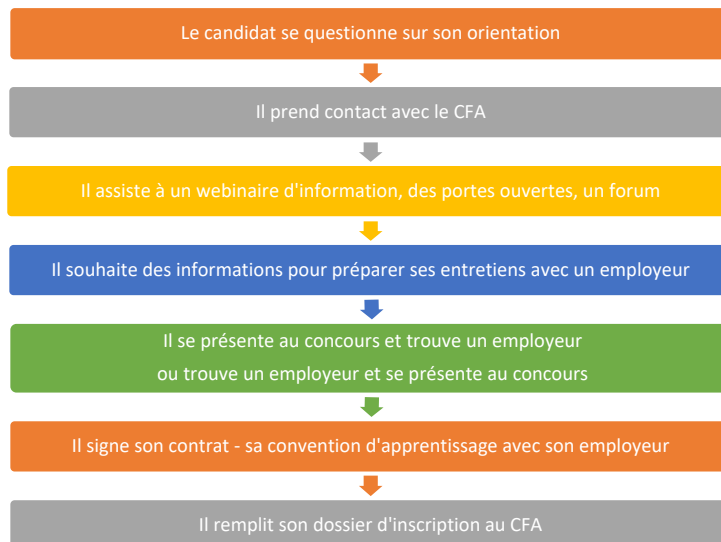 Le candidat se questionne sur son orientation
Il prend contact avec le CFA
Il assiste à un webinaire d'information, des portes ouvertes, un forum
Il souhaite des informations pour préparer ses entretiens avec un employeur
Il se présente au concours et trouve un employeur
ou trouve un employeur et se présente au concours
Il signe son contrat - sa convention d'apprentissage avec son employeur
Il remplit son dossier d'inscription au CFA